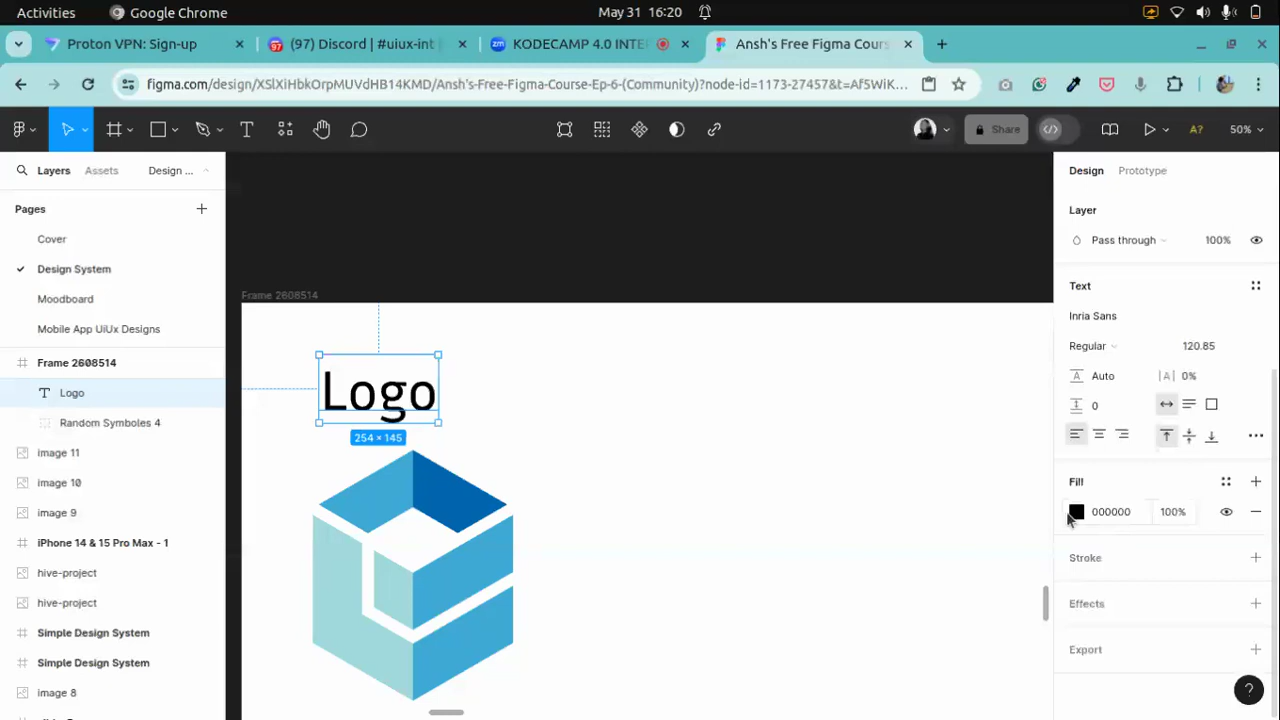 Activities Google Chrome May 31 16:20
Proton VPN: Sign-up (97) Discord | #uiux-int KODECAMP 4.0 INTE Ansh's Free Figma Cours
figma.com/design/XSlXiHbkOrpMUVdHB14KMD/Ansh's-Free-Figma-Course-Ep-6-(Community)?node-id=1173-27457&t=Af5WiK...
Share A? 50%
Layers Assets Design ... Design Prototype
Pages
Cover
Design System
Moodboard
Mobile App UiUx Designs
Frame 2608514
Logo
Random Symboles 4
image 11
image 10
image 9
iPhone 14 & 15 Pro Max - 1
hive-project
hive-project
Simple Design System
Simple Design System
image 8
Frame 2608514
Logo
254 × 145
Layer
Pass through 100%
Text
Inria Sans
Regular 120.85
A Auto |A| 0%
0
Fill
000000 100%
Stroke
Effects
Export
?